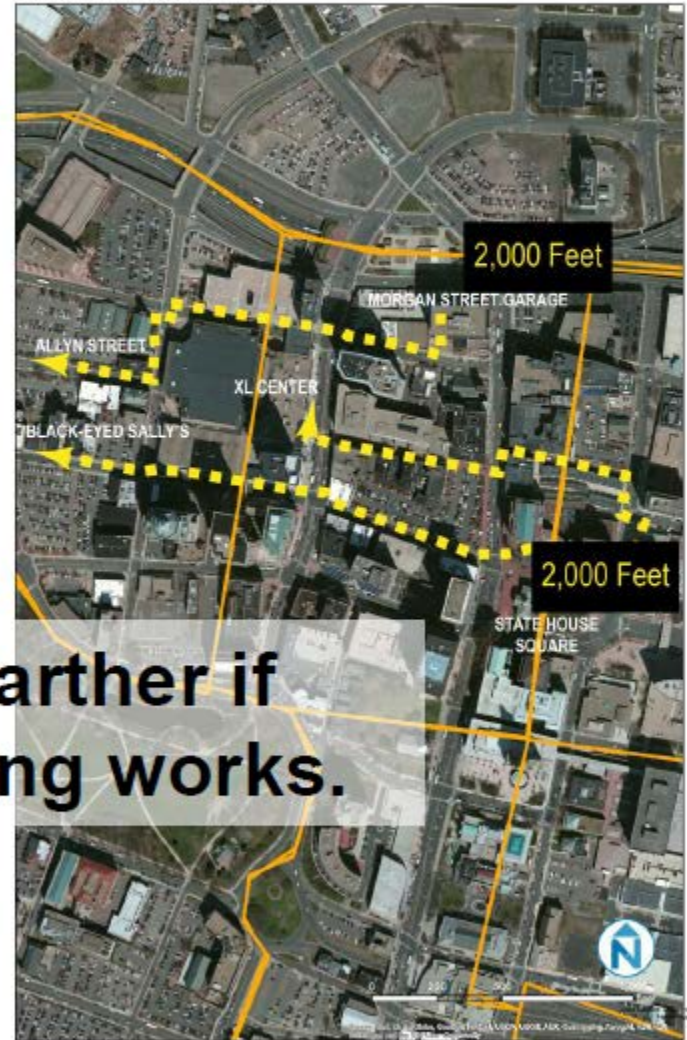 2,000 Feet
MORGAN STREET GARAGE
ALLYN STREET
XL CENTER
BLACK-EYED SALLY'S
2,000 Feet
STATE HOUSE
SQUARE
arther if
ng works.
N
0